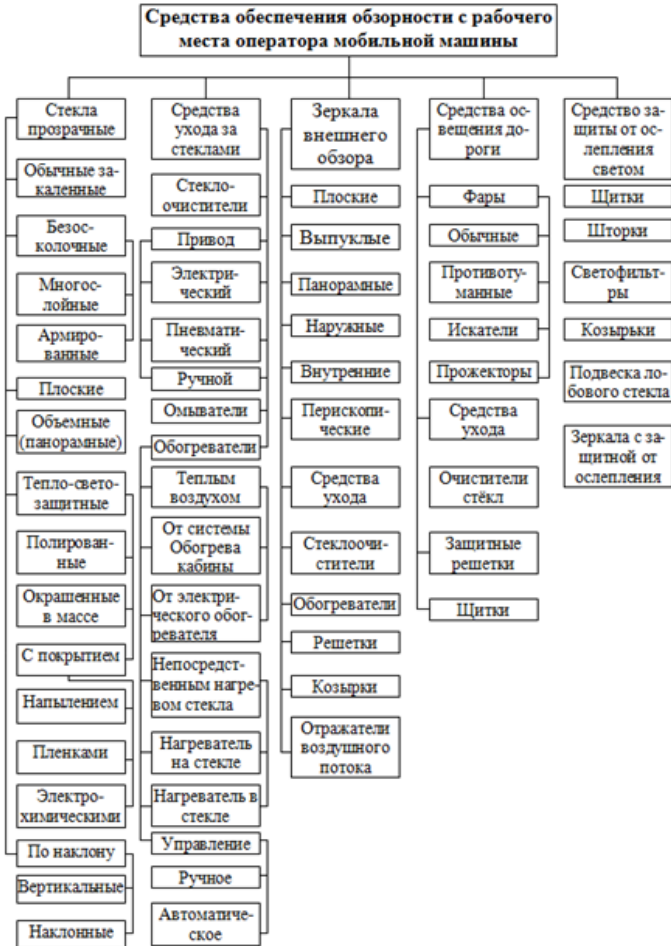 Средства обеспечения обзорности с рабочего
места оператора мобильной машины
Стекла
прозрачные
Обычные за-
каленные
Безос-
колочные
Многос-
лойные
Армиро-
ванные
Плоские
Объемные
(панорамные)
Тепло-свето-
защитные
Полирован-
ные
Окрашенные
в массе
С покрытием
Напылением
Пленками
Электро-
химическими
По наклону
Вертикальные
Наклонные
Средства
ухода за
стеклами
Стекло-
очистители
Привод
Электри-
ческий
Пневмати-
ческий
Ручной
Омыватели
Обогреватели
Теплым
воздухом
От системы
Обогрева
кабины
От электри-
ческого обог-
ревателя
Непосредст-
венным нагре-
вом стекла
Нагреватель
на стекле
Нагреватель в
стекле
Управление
Ручное
Автоматиче-
ское
Зеркала
внешнего
обзора
Плоские
Выпуклые
Панорамные
Наружные
Внутренние
Перископи-
ческие
Средства
ухода
Стеклоочи-
стители
Обогреватели
Решетки
Козырки
Отражатели
воздушного
потока
Средства ос-
вещения до-
роги
Фары
Обычные
Противоту-
манные
Искатели
Прожекторы
Средства
ухода
Очистители
стёкл
Защитные
решетки
Щитки
Средство за-
щиты от ос-
лепления
светом
Щитки
Шторки
Светофильт-
ры
Козырьки
Подвеска ло-
бового стекла
Зеркала с за-
щитной от
ослепления